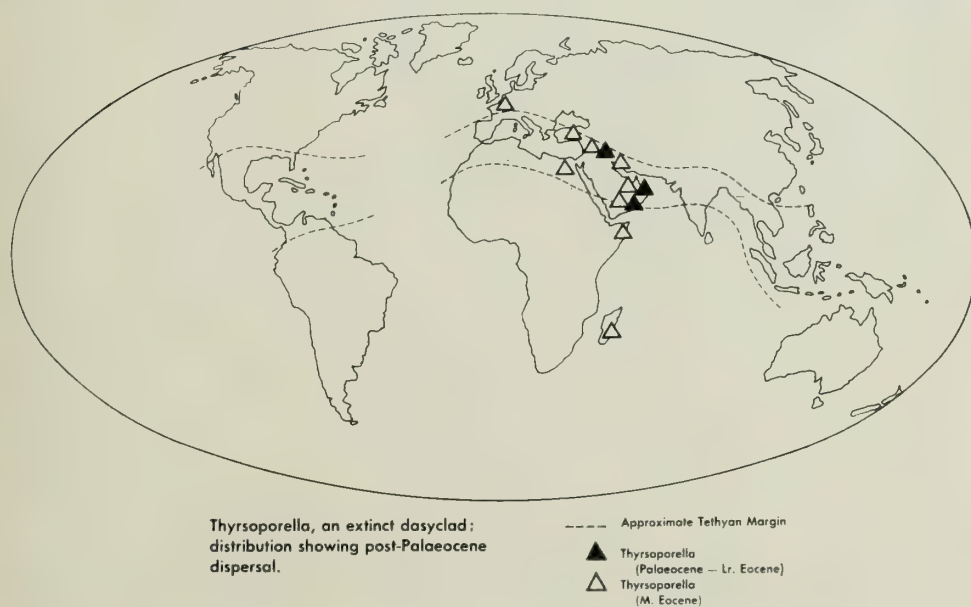 Thyrsoporella, an extinct dasyclad;
distribution showing post-Palaeocene
dispersal.
Approximate Tethyan Margin
Thyrsoporella
(Palaeocene — Lr. Eocene)
Thyrsoporella
(M. Eocene)